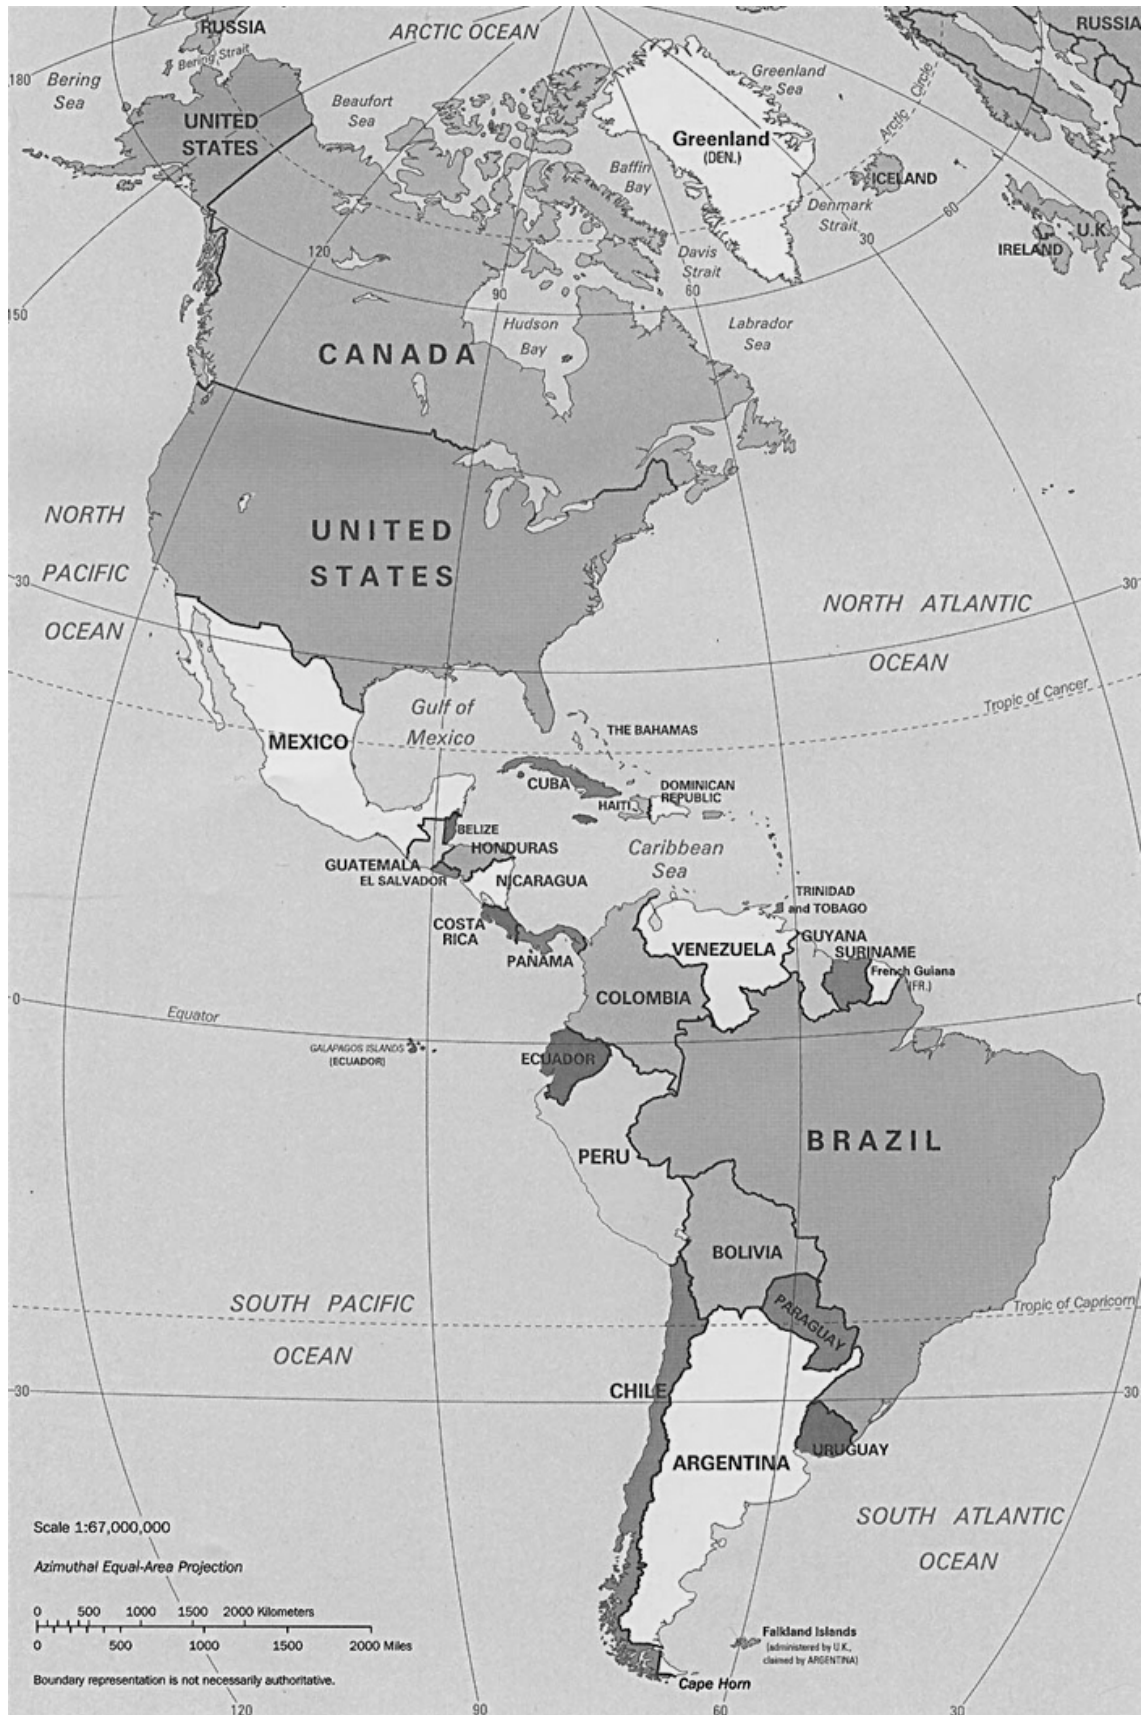 RUSSIA
ARCTIC OCEAN
RUSSIA
Bering Strait
180
Bering
Sea
Greenland
Sea
Beaufort
Sea
Arctic Circle
UNITED
STATES
Greenland
(DEN.)
Baffin
Bay
ICELAND
Denmark
Strait
60
U.K.
IRELAND
120
30
Davis
Strait
60
90
150
Hudson
Bay
Labrador
Sea
CANADA
NORTH
PACIFIC
OCEAN
UNITED
STATES
30
30
NORTH ATLANTIC
OCEAN
Tropic of Cancer
Gulf of
Mexico
THE BAHAMAS
MEXICO
CUBA
DOMINICAN
REPUBLIC
HAITI
BELIZE
HONDURAS
Caribbean
Sea
GUATEMALA
EL SALVADOR
NICARAGUA
TRINIDAD
and TOBAGO
COSTA
RICA
PANAMA
VENEZUELA
GUYANA
SURINAME
French Guiana
(FR.)
COLOMBIA
0
0
Equator
GALAPAGOS ISLANDS
(ECUADOR)
ECUADOR
PERU
BRAZIL
BOLIVIA
SOUTH PACIFIC
OCEAN
PARAGUAY
Tropic of Capricorn
30
CHILE
30
URUGUAY
ARGENTINA
SOUTH ATLANTIC
OCEAN
Scale 1:67,000,000
Azimuthal Equal-Area Projection
0 500 1000 1500 2000 Kilometers
0 500 1000 1500 2000 Miles
Falkland Islands
(administered by U.K.,
claimed by ARGENTINA)
Boundary representation is not necessarily authoritative.
Cape Horn
120
90
60
30